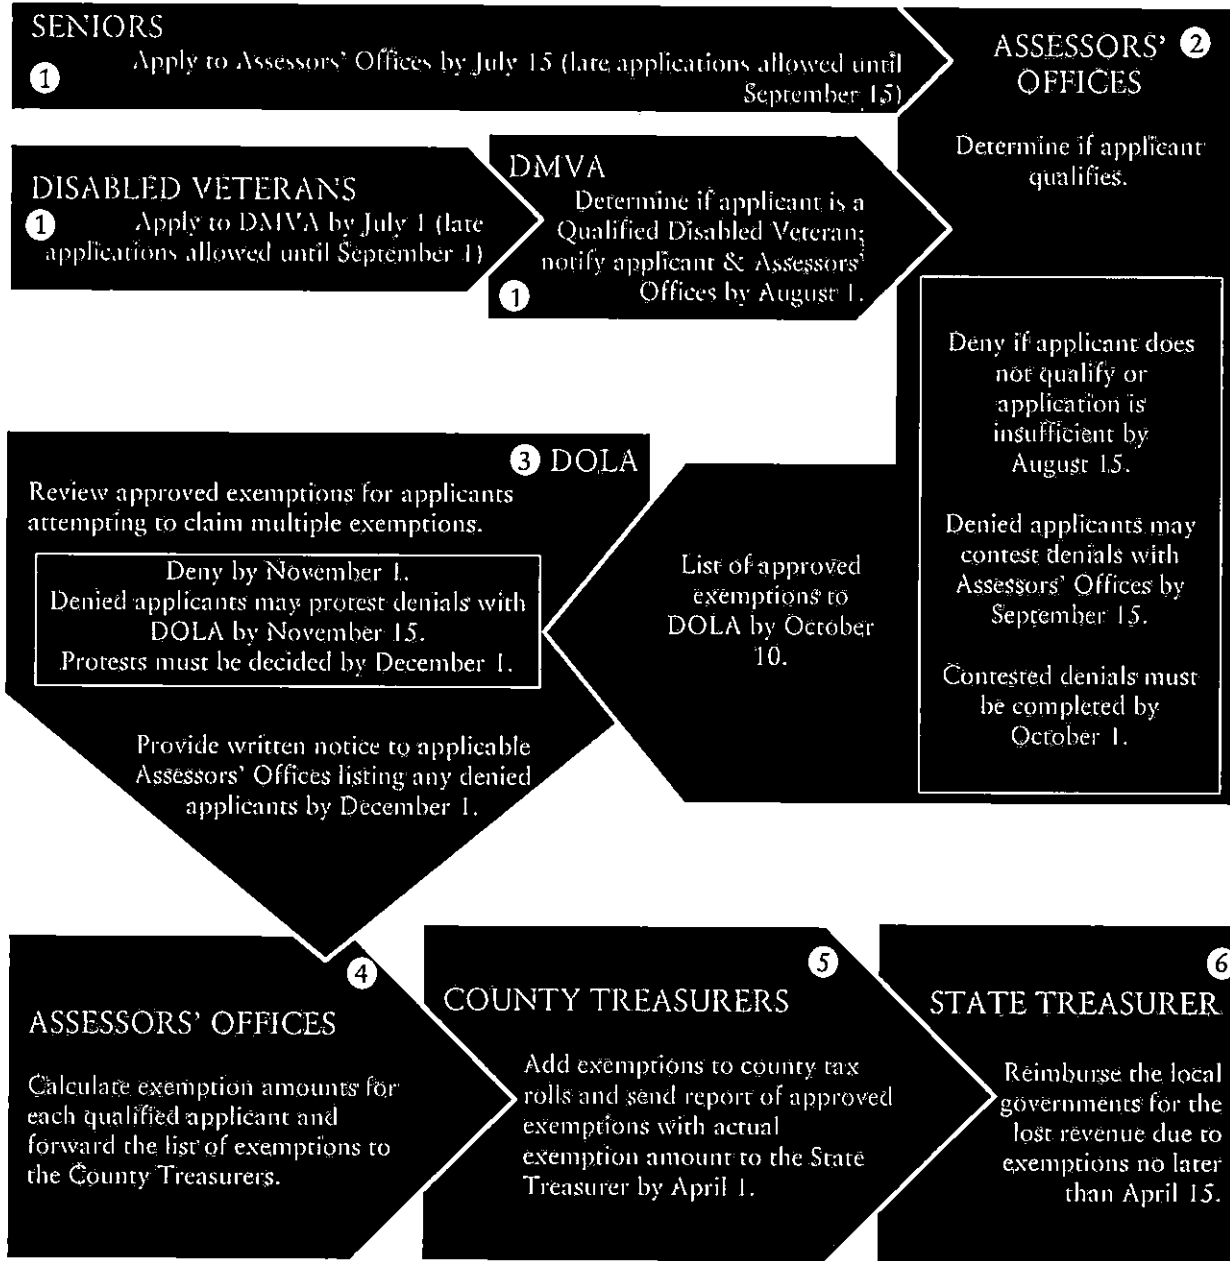 SENIORS
1
Apply to Assessors' Offices by July 15 (late applications allowed until
September 15)
DISABLED VETERANS
1
Apply to DMVA by July 1 (late
applications allowed until September 1)
DMVA
Determine if applicant is a
Qualified Disabled Veteran;
notify applicant & Assessors'
Offices by August 1.
1
ASSESSORS' 2
OFFICES
Determine if applicant
qualifies.
Deny if applicant does
not qualify or
application is
insufficient by
August 15.
Denied applicants may
contest denials with
Assessors' Offices by
September 15.
Contested denials must
be completed by
October 1.
List of approved
exemptions to
DOLA by October
10.
3 DOLA
Review approved exemptions for applicants
attempting to claim multiple exemptions.
Deny by November 1.
Denied applicants may protest denials with
DOLA by November 15.
Protests must be decided by December 1.
Provide written notice to applicable
Assessors' Offices listing any denied
applicants by December 1.
4
ASSESSORS' OFFICES
Calculate exemption amounts for
each qualified applicant and
forward the list of exemptions to
the County Treasurers.
5
COUNTY TREASURERS
Add exemptions to county tax
rolls and send report of approved
exemptions with actual
exemption amount to the State
Treasurer by April 1.
6
STATE TREASURER
Reimburse the local
governments for the
lost revenue due to
exemptions no later
than April 15.